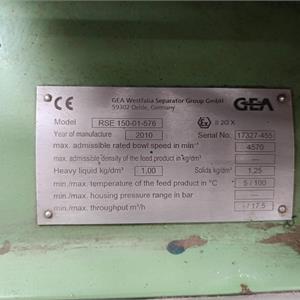 CE GEA Westfalia Separator Group GmbH
59302 Oelde, Germany GEA
Model RSE 150-01-576 Ex II 2G X
Year of manufacture 2010 Serial No. 17327-455
max. admissible rated bowl speed in min⁻¹ 4570
max. admissible density of the feed product in kg/dm³ —
Heavy liquid kg/dm³ 1,00 Solids kg/dm³ 1,25
min./max. temperature of the feed product in °C 5 / 100
min./max. housing pressure range in bar —
min./max. throughput m³/h / 17,5